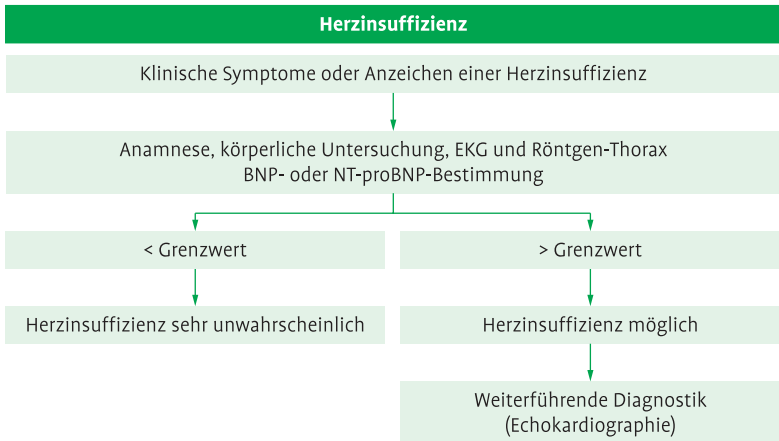 Herzinsuffizienz
Klinische Symptome oder Anzeichen einer Herzinsuffizienz
Anamnese, körperliche Untersuchung, EKG und Röntgen-Thorax
BNP- oder NT-proBNP-Bestimmung
< Grenzwert
> Grenzwert
Herzinsuffizienz sehr unwahrscheinlich
Herzinsuffizienz möglich
Weiterführende Diagnostik
(Echokardiographie)